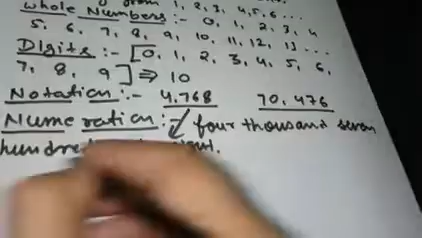 1, 2, 3, 4, 5, 6 ...
Whole Numbers :- 0, 1, 2, 3, 4
5, 6, 7, 8, 9, 10, 11, 12, 13 ...
Digits :- [0, 1, 2, 3, 4, 5, 6,
7, 8, 9] ⇒ 10
Notation :- 4,768 70,476
Numeration :- four thousand seven
hundred